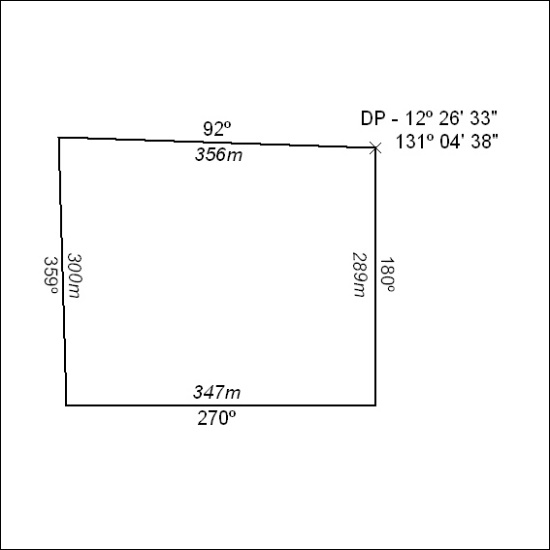 DP - 12º 26' 33"
131º 04' 38"
92º
356m
359º
300m
289m
180º
347m
270º